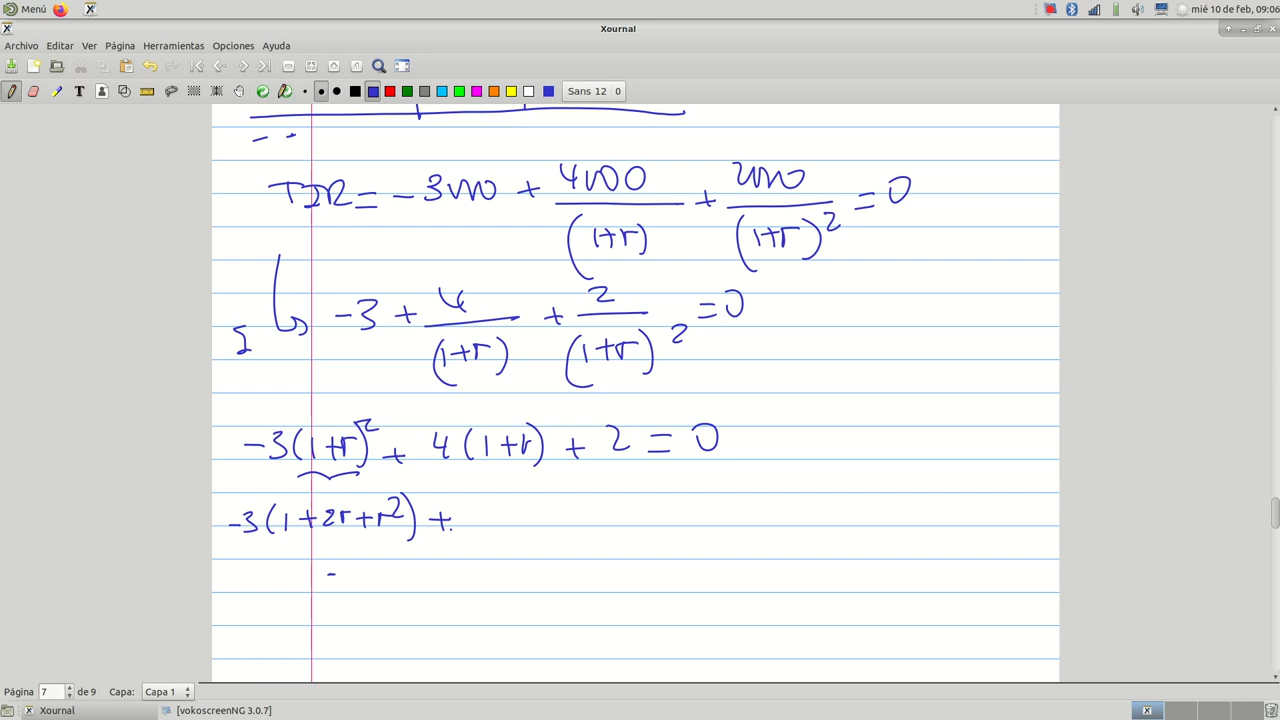 Menú
mié 10 de feb, 09:06
Xournal
Archivo Editar Ver Página Herramientas Opciones Ayuda
Sans 12 0
TIR = -3000 + 4000/(1+r) + 2000/(1+r)² = 0
-3 + 4/(1+r) + 2/(1+r)² = 0
-3(1+r)² + 4(1+r) + 2 = 0
-3(1+2r+r²) +
-
Página 7 de 9 Capa: Capa 1
Xournal [vokoscreenNG 3.0.7]